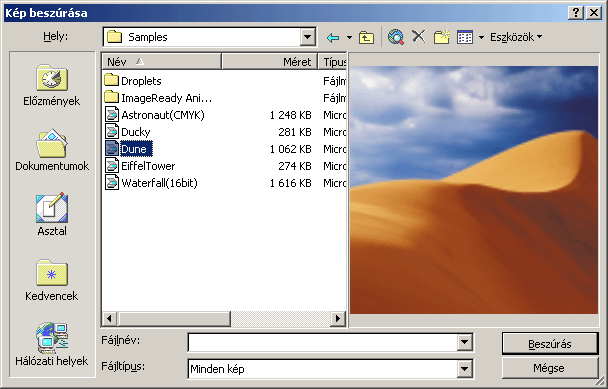 Kép beszúrása
Hely: Samples Eszközök
Név Méret Típus
Droplets Fájlm
ImageReady Ani... Fájlm
Astronaut(CMYK) 1 248 KB Micro
Ducky 281 KB Micro
Dune 1 062 KB Micro
EiffelTower 274 KB Micro
Waterfall(16bit) 1 616 KB Micro
Előzmények
Dokumentumok
Asztal
Kedvencek
Hálózati helyek
Fájlnév:
Beszúrás
Fájltípus: Minden kép
Mégse